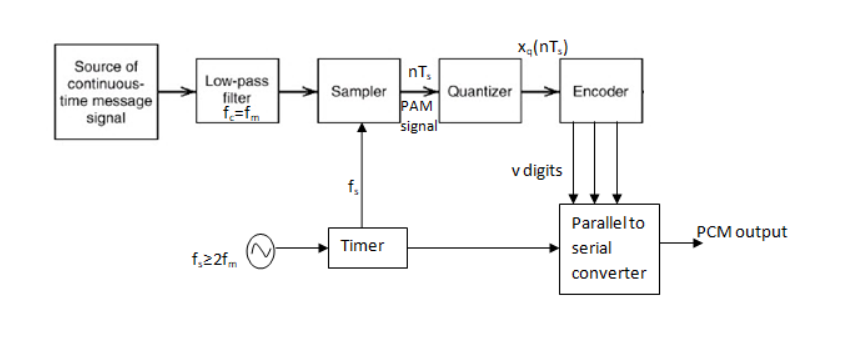 Source of
continuous-
time message
signal
Low-pass
filter
fc=fm
Sampler
nTs
PAM
signal
Quantizer
xq(nTs)
Encoder
v digits
fs
fs≥2fm
Timer
Parallel to
serial
converter
PCM output